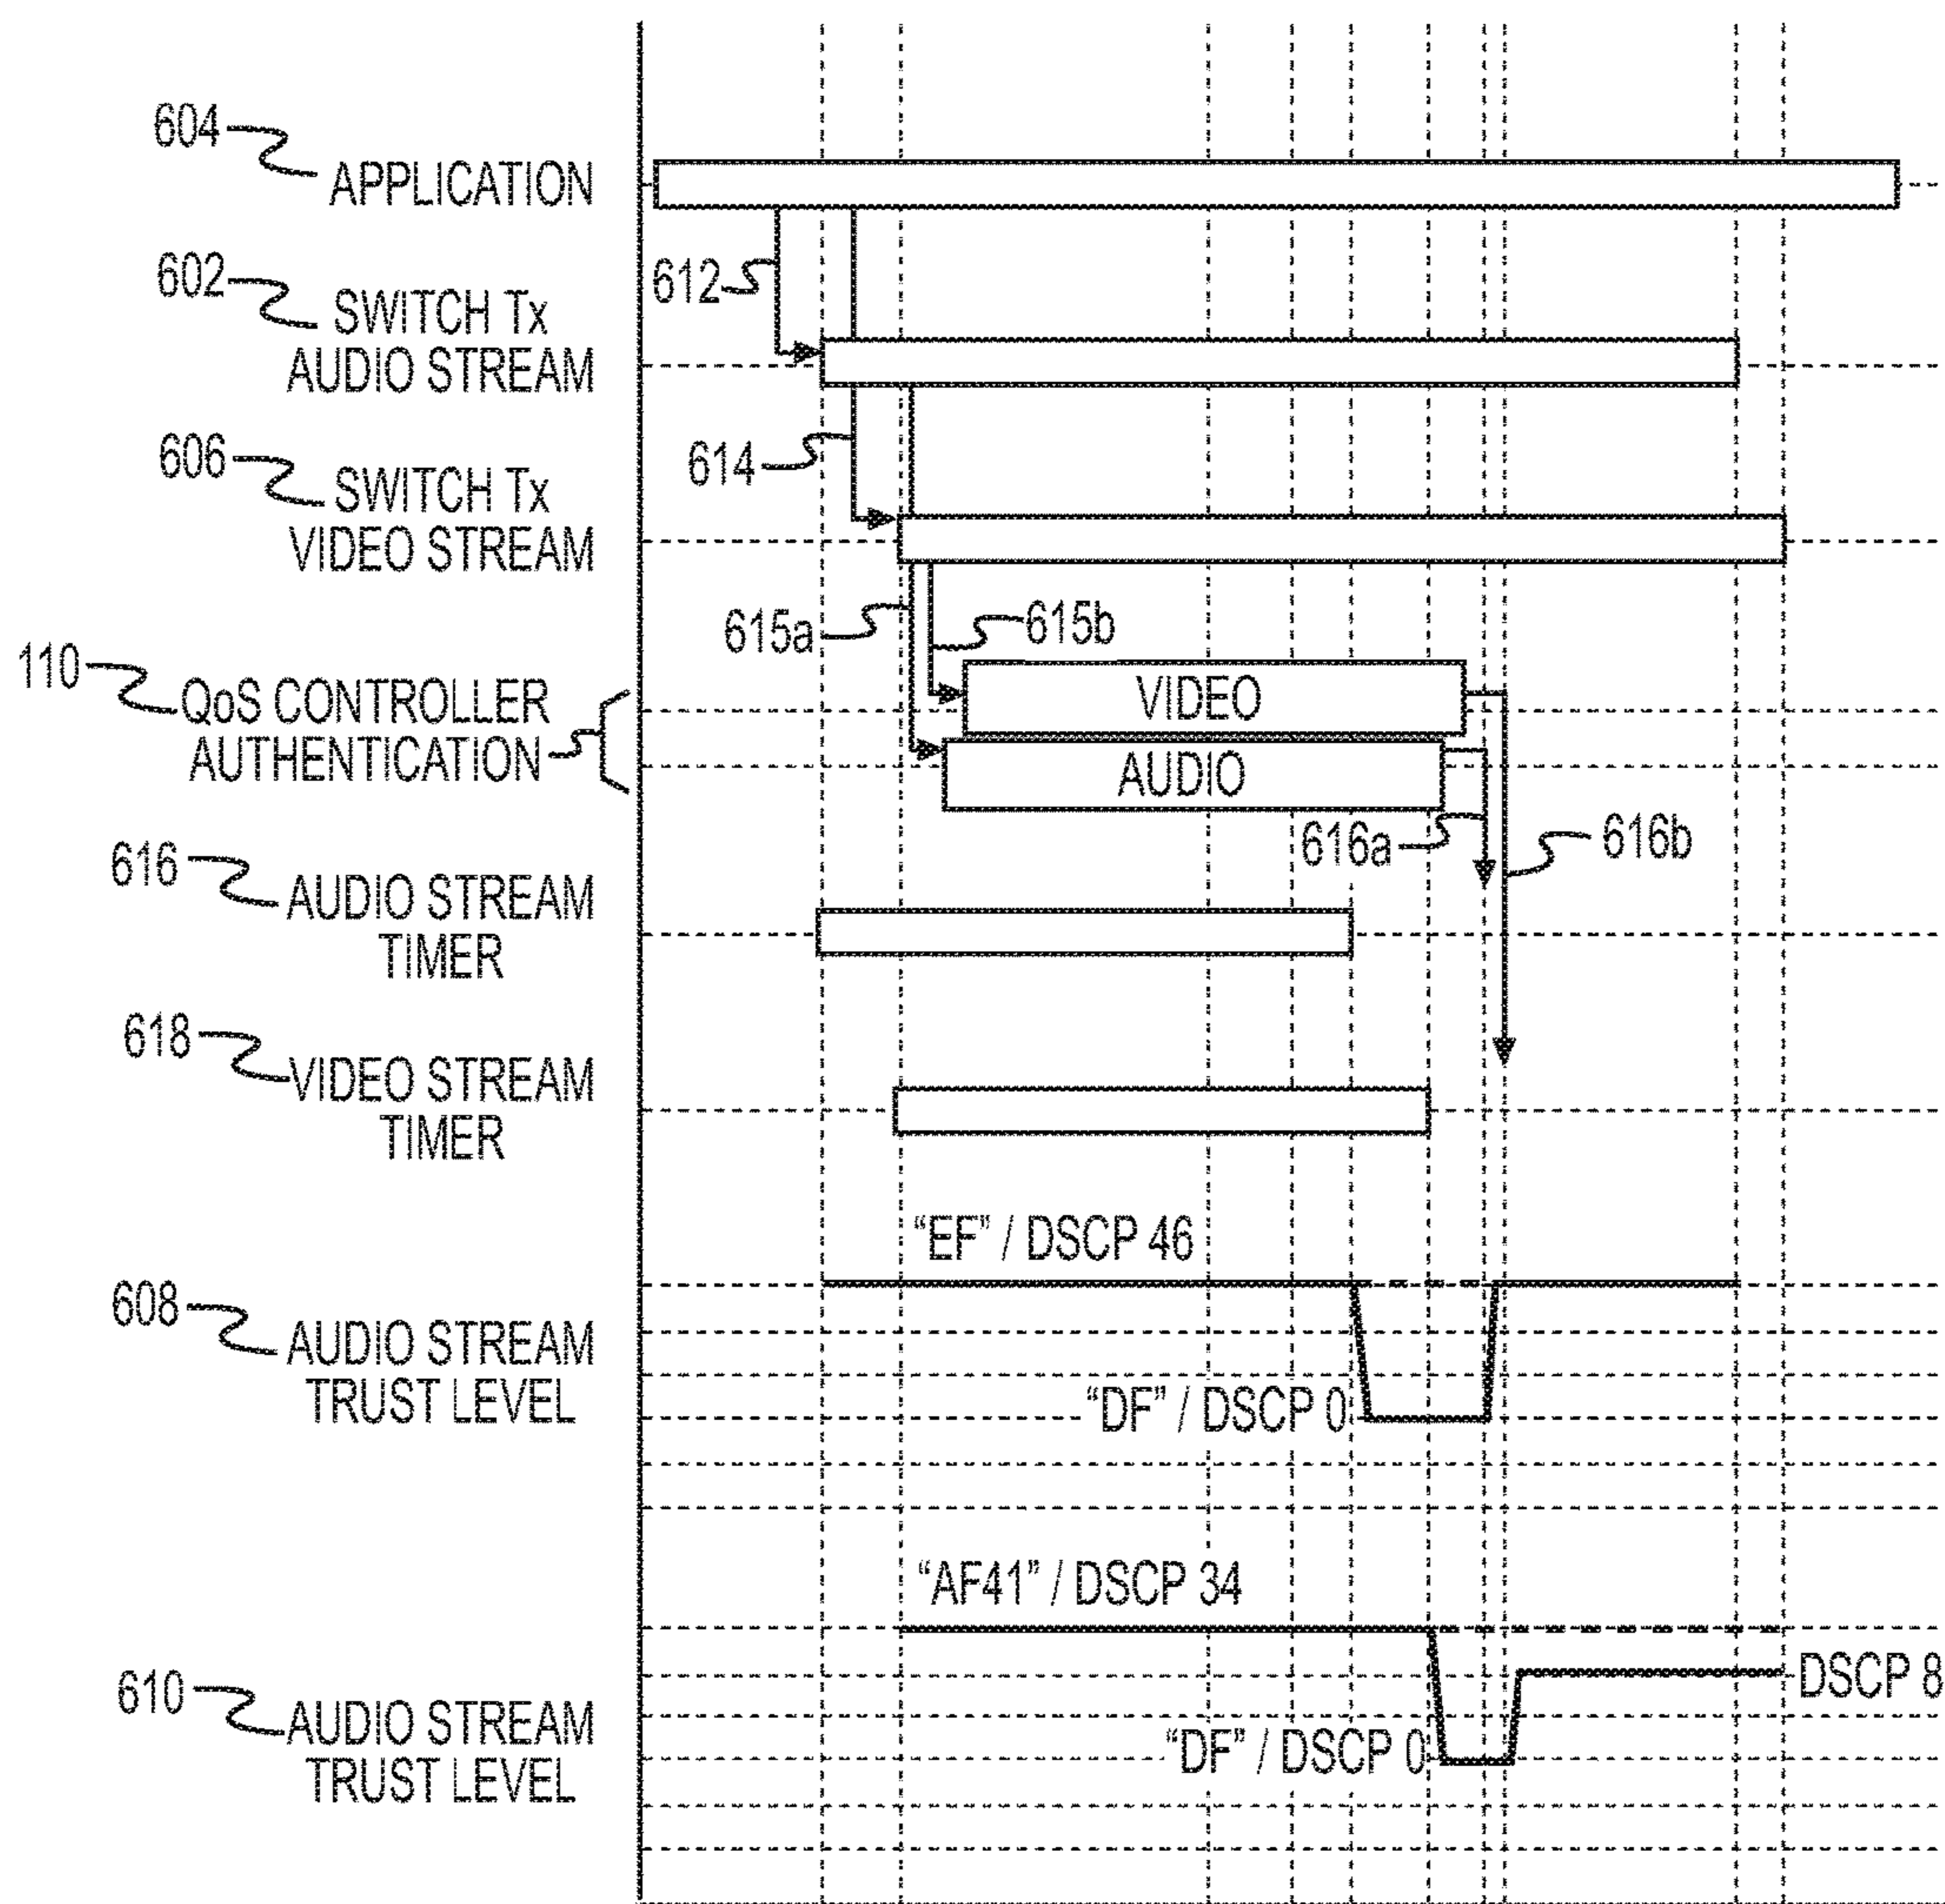 604
APPLICATION
612
602
SWITCH Tx
AUDIO STREAM
614
606
SWITCH Tx
VIDEO STREAM
615a
615b
110
QoS CONTROLLER
AUTHENTICATION
VIDEO
AUDIO
616a
616b
616
AUDIO STREAM
TIMER
618
VIDEO STREAM
TIMER
"EF" / DSCP 46
608
AUDIO STREAM
TRUST LEVEL
"DF" / DSCP 0
"AF41" / DSCP 34
610
AUDIO STREAM
TRUST LEVEL
DSCP 8
"DF" / DSCP 0